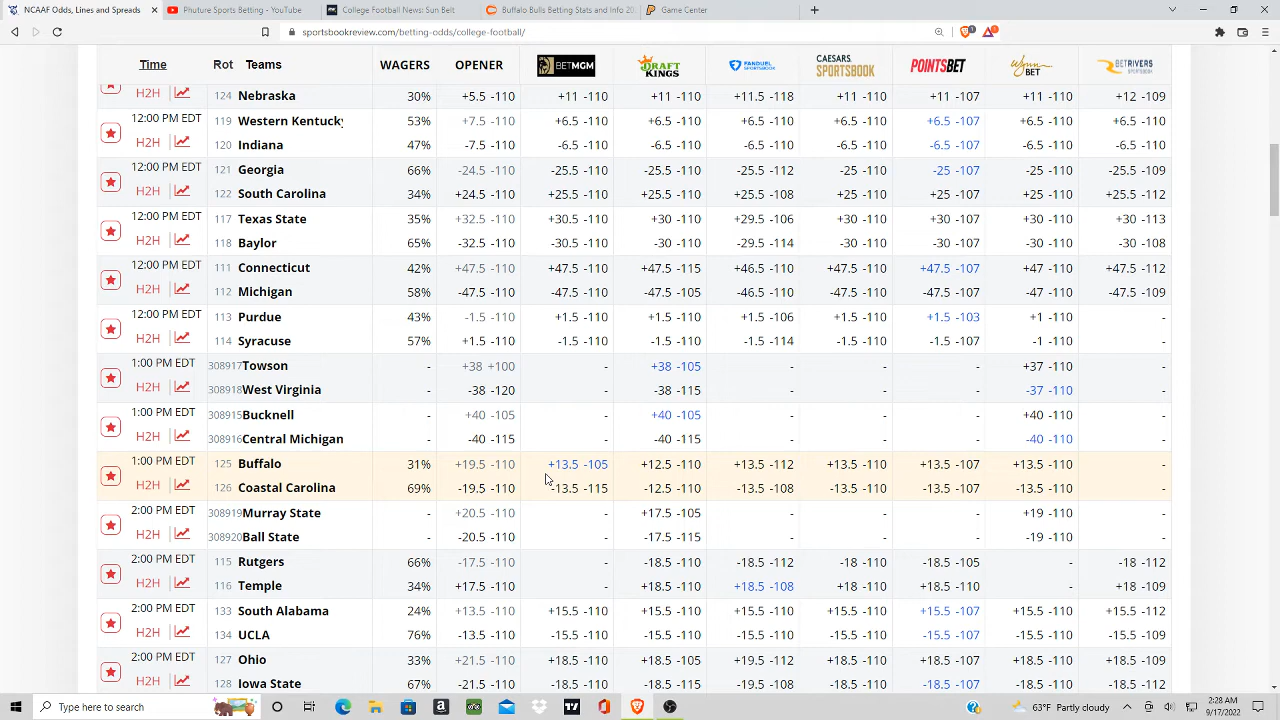 NCAAF Odds, Lines and Spreads
Phuture Sports Betting - YouTube
College Football News: Sun Belt
Buffalo Bulls Betting Stats and Info 20
Game Center
sportsbookreview.com/betting-odds/college-football/
Time Rot Teams WAGERS OPENER BETMGM DRAFT KINGS FANDUEL SPORTSBOOK CAESARS SPORTSBOOK POINTSBET Wynn BET BETRIVERS SPORTSBOOK
H2H 124 Nebraska 30% +5.5 -110 +11 -110 +11 -110 +11.5 -118 +11 -110 +11 -107 +11 -110 +12 -109
12:00 PM EDT 119 Western Kentucky 53% +7.5 -110 +6.5 -110 +6.5 -110 +6.5 -110 +6.5 -110 +6.5 -107 +6.5 -110 +6.5 -110
H2H 120 Indiana 47% -7.5 -110 -6.5 -110 -6.5 -110 -6.5 -110 -6.5 -110 -6.5 -107 -6.5 -110 -6.5 -110
12:00 PM EDT 121 Georgia 66% -24.5 -110 -25.5 -110 -25.5 -110 -25.5 -112 -25 -110 -25 -107 -25 -110 -25.5 -109
H2H 122 South Carolina 34% +24.5 -110 +25.5 -110 +25.5 -110 +25.5 -108 +25 -110 +25 -107 +25 -110 +25.5 -112
12:00 PM EDT 117 Texas State 35% +32.5 -110 +30.5 -110 +30 -110 +29.5 -106 +30 -110 +30 -107 +30 -110 +30 -113
H2H 118 Baylor 65% -32.5 -110 -30.5 -110 -30 -110 -29.5 -114 -30 -110 -30 -107 -30 -110 -30 -108
12:00 PM EDT 111 Connecticut 42% +47.5 -110 +47.5 -110 +47.5 -115 +46.5 -110 +47.5 -110 +47.5 -107 +47 -110 +47.5 -112
H2H 112 Michigan 58% -47.5 -110 -47.5 -110 -47.5 -105 -46.5 -110 -47.5 -110 -47.5 -107 -47 -110 -47.5 -109
12:00 PM EDT 113 Purdue 43% -1.5 -110 +1.5 -110 +1.5 -110 +1.5 -106 +1.5 -110 +1.5 -103 +1 -110 -
H2H 114 Syracuse 57% +1.5 -110 -1.5 -110 -1.5 -110 -1.5 -114 -1.5 -110 -1.5 -107 -1 -110 -
1:00 PM EDT 308917 Towson - +38 +100 - +38 -105 - - - +37 -110 -
H2H 308918 West Virginia - -38 -120 - -38 -115 - - - -37 -110 -
1:00 PM EDT 308915 Bucknell - +40 -105 - +40 -105 - - - +40 -110 -
H2H 308916 Central Michigan - -40 -115 - -40 -115 - - - -40 -110 -
1:00 PM EDT 125 Buffalo 31% +19.5 -110 +13.5 -105 +12.5 -110 +13.5 -112 +13.5 -110 +13.5 -107 +13.5 -110 -
H2H 126 Coastal Carolina 69% -19.5 -110 -13.5 -115 -12.5 -110 -13.5 -108 -13.5 -110 -13.5 -107 -13.5 -110 -
2:00 PM EDT 308919 Murray State - +20.5 -110 - +17.5 -105 - - - +19 -110 -
H2H 308920 Ball State - -20.5 -110 - -17.5 -115 - - - -19 -110 -
2:00 PM EDT 115 Rutgers 66% -17.5 -110 - -18.5 -110 -18.5 -112 -18 -110 -18.5 -105 - -18 -112
H2H 116 Temple 34% +17.5 -110 - +18.5 -110 +18.5 -108 +18 -110 +18.5 -110 - +18 -109
2:00 PM EDT 133 South Alabama 24% +13.5 -110 +15.5 -110 +15.5 -110 +15.5 -110 +15.5 -110 +15.5 -107 +15.5 -110 +15.5 -112
H2H 134 UCLA 76% -13.5 -110 -15.5 -110 -15.5 -110 -15.5 -110 -15.5 -110 -15.5 -107 -15.5 -110 -15.5 -109
2:00 PM EDT 127 Ohio 33% +21.5 -110 +18.5 -110 +18.5 -105 +19.5 -112 +18.5 -110 +18.5 -107 +18.5 -110 +18.5 -109
H2H 128 Iowa State 67% -21.5 -110 -18.5 -110 -18.5 -115 -19.5 -108 -18.5 -110 -18.5 -107 -18.5 -110 -18.5 -110
Type here to search
63°F Partly cloudy
2:28 AM
9/17/2022